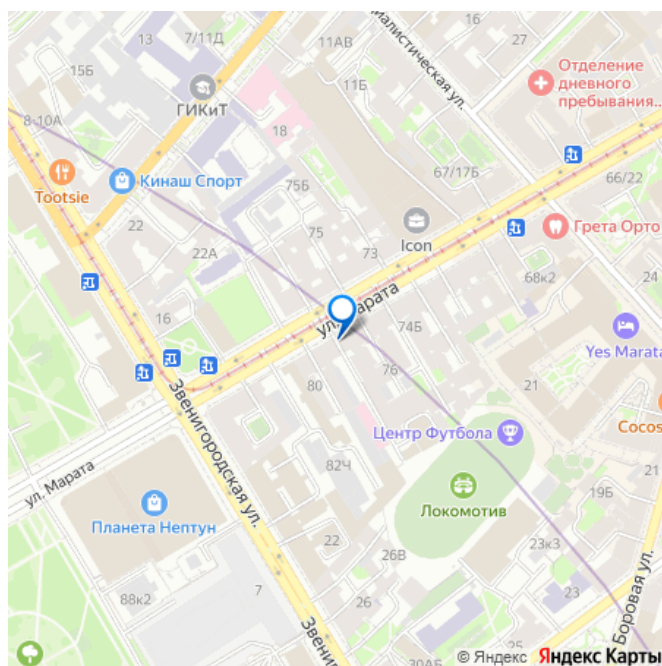 13
7/11Д
11АВ
27
алистическая ул.
16
15Б
ГИКиТ
11Б
Отделение
дневного
пребывания...
8-10А
18
Tootsie
Кинаш Спорт
75Б
67/17Б
66/22
22
75
Icon
Грета Орто
22А
73
68к2
ул. Марата
16
74Б
Yes Marata
80
76
21
Центр Футбола
Cocos
Звенигородская ул.
82Ч
ул. Марата
Локомотив
19Б
Планета Нептун
22
26В
23к3
7
88к2
26
Звени
30АБ
21
Боровая ул.
© Яндекс Яндекс Карты